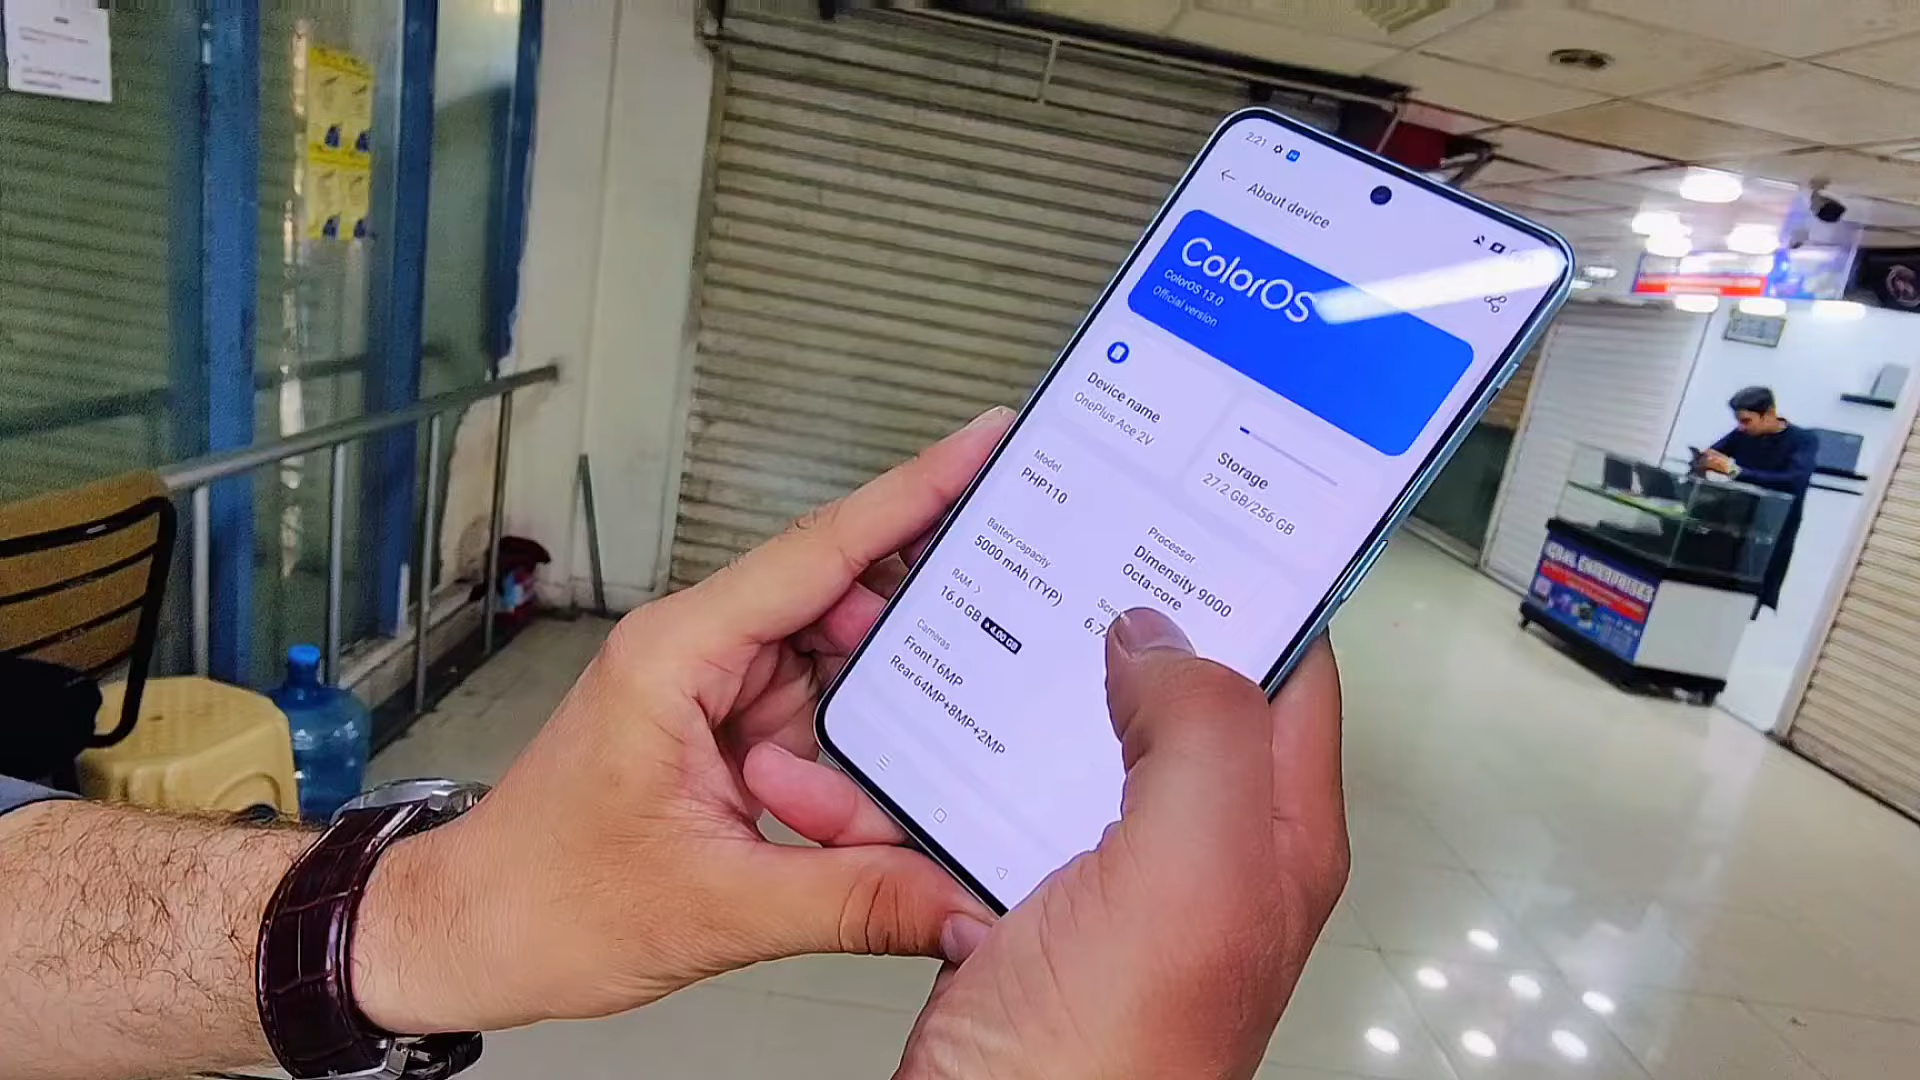 2:21
About device
ColorOS
ColorOS 13.0
Official version
Device name
OnePlus Ace 2V
Storage
27.2 GB/256 GB
Model
PHP110
Processor
Dimensity 9000
Octa-core
Battery capacity
5000 mAh (TYP)
RAM >
16.0 GB + 4.00 GB
Cameras
Front 16MP
Rear 64MP+8MP+2MP
ENTERPRISES